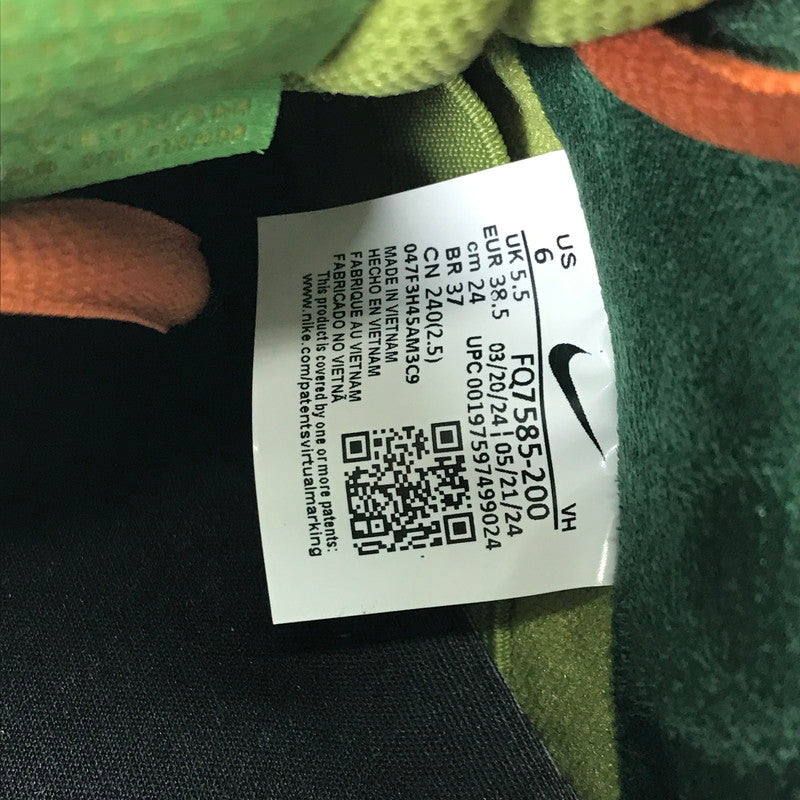 US
6
UK 5.5
EUR 38.5
cm 24
BR 37
CN 240(2.5)
047F3H45AM3C9
MADE IN VIETNAM
HECHO EN VIETNAM
FABRIQUE AU VIETNAM
FABRICADO NO VIETNÃ
This product is covered by one or more patents:
www.nike.com/patentsvirtualmarking
VH
FQ7585-200
03/20/24 | 05/21/24
UPC 00197597499024